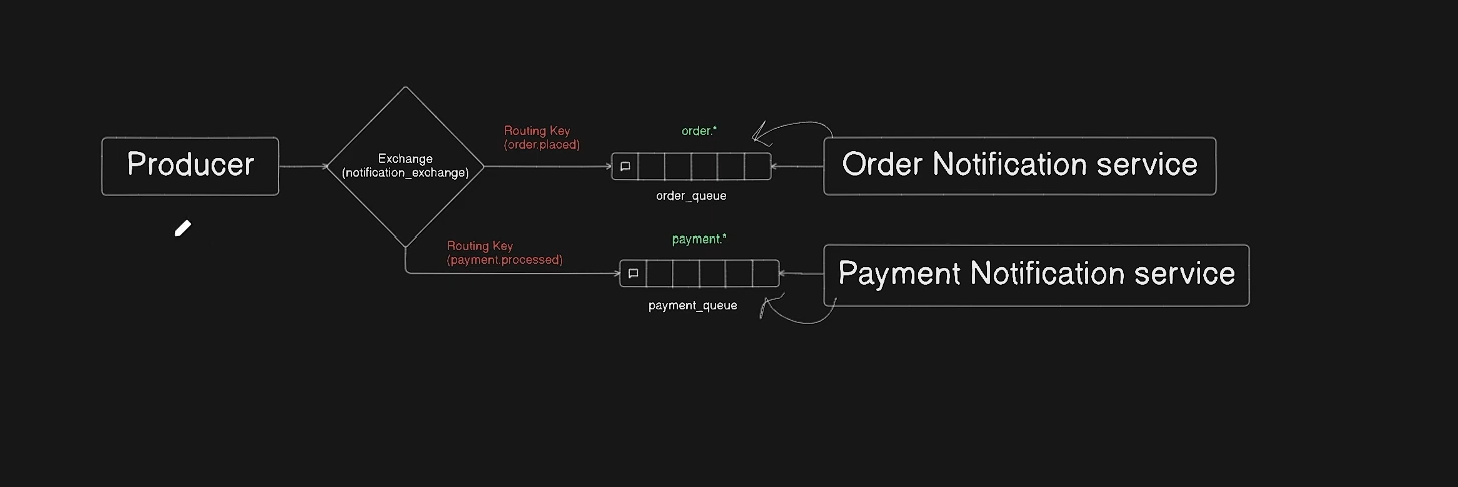 Producer
Exchange
(notification_exchange)
Routing Key
(order.placed)
order.*
order_queue
Order Notification service
Routing Key
(payment.processed)
payment.*
payment_queue
Payment Notification service